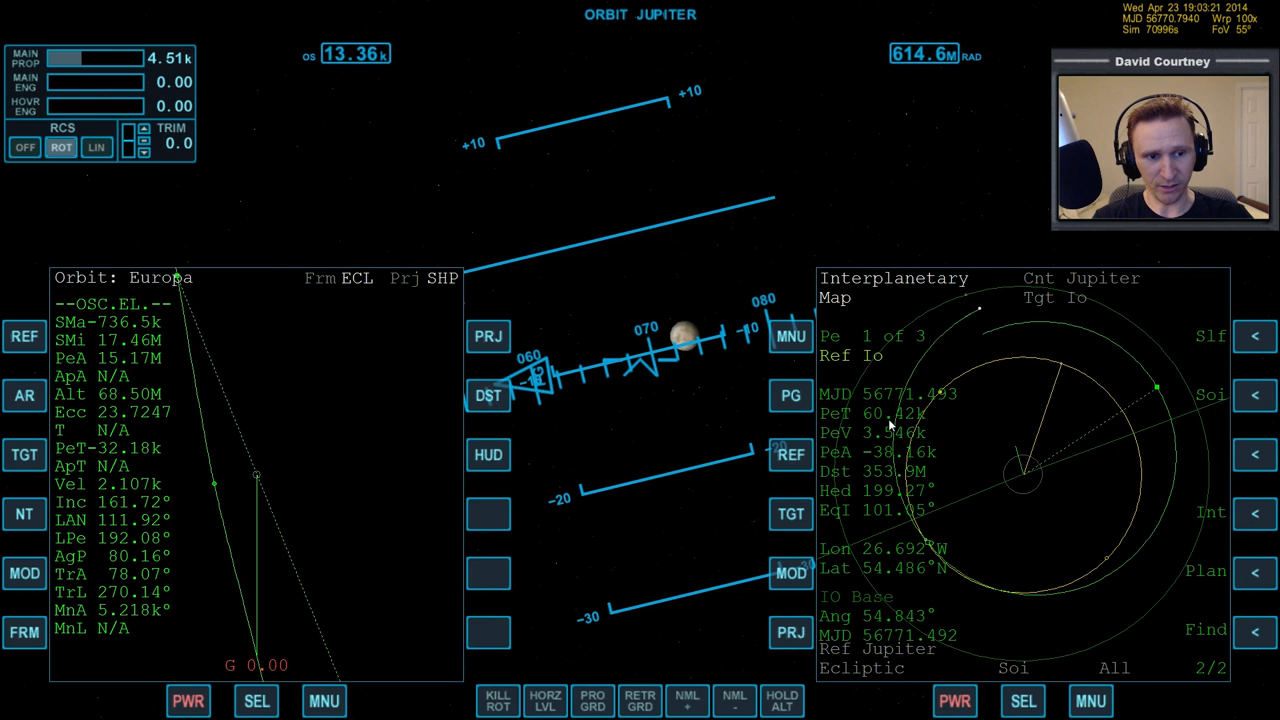 ORBIT JUPITER
Wed Apr 23 19:03:21 2014
MJD 56770.7940 Wrp 100x
Sim 70996s FoV 55°
MAIN PROP 4.51k
MAIN ENG 0.00
HOVR ENG 0.00
RCS TRIM
OFF ROT LIN 0.0
OS 13.36k
614.6M RAD
David Courtney
+10 +10
060 070 080
-10
-20
-30
Orbit: Europa Frm ECL Prj SHP
--OSC.EL.--
SMa-736.5k
SMi 17.46M
PeA 15.17M
ApA N/A
Alt 68.50M
Ecc 23.7247
T N/A
PeT-32.18k
ApT N/A
Vel 2.107k
Inc 161.72°
LAN 111.92°
LPe 192.08°
AgP 80.16°
TrA 78.07°
TrL 270.14°
MnA 5.218k°
MnL N/A
G 0.00
REF
AR
TGT
NT
MOD
FRM
PRJ
DST
HUD
PWR SEL MNU
KILL ROT
HORZ LVL
PRO GRD
RETR GRD
NML +
NML -
HOLD ALT
MNU
PG
REF
TGT
MOD
PRJ
Interplanetary Cnt Jupiter
Map Tgt Io
Pe 1 of 3 Slf
Ref Io
MJD 56771.493 Soi
PeT 60.42k
PeV 3.546k
PeA -38.16k
Dst 353.9M
Hed 199.27°
EqI 101.05° Int
Lon 26.692°W
Lat 54.486°N Plan
IO Base
Ang 54.843°
MJD 56771.492 Find
Ref Jupiter
Ecliptic Soi All 2/2
<
<
<
<
<
<
PWR SEL MNU